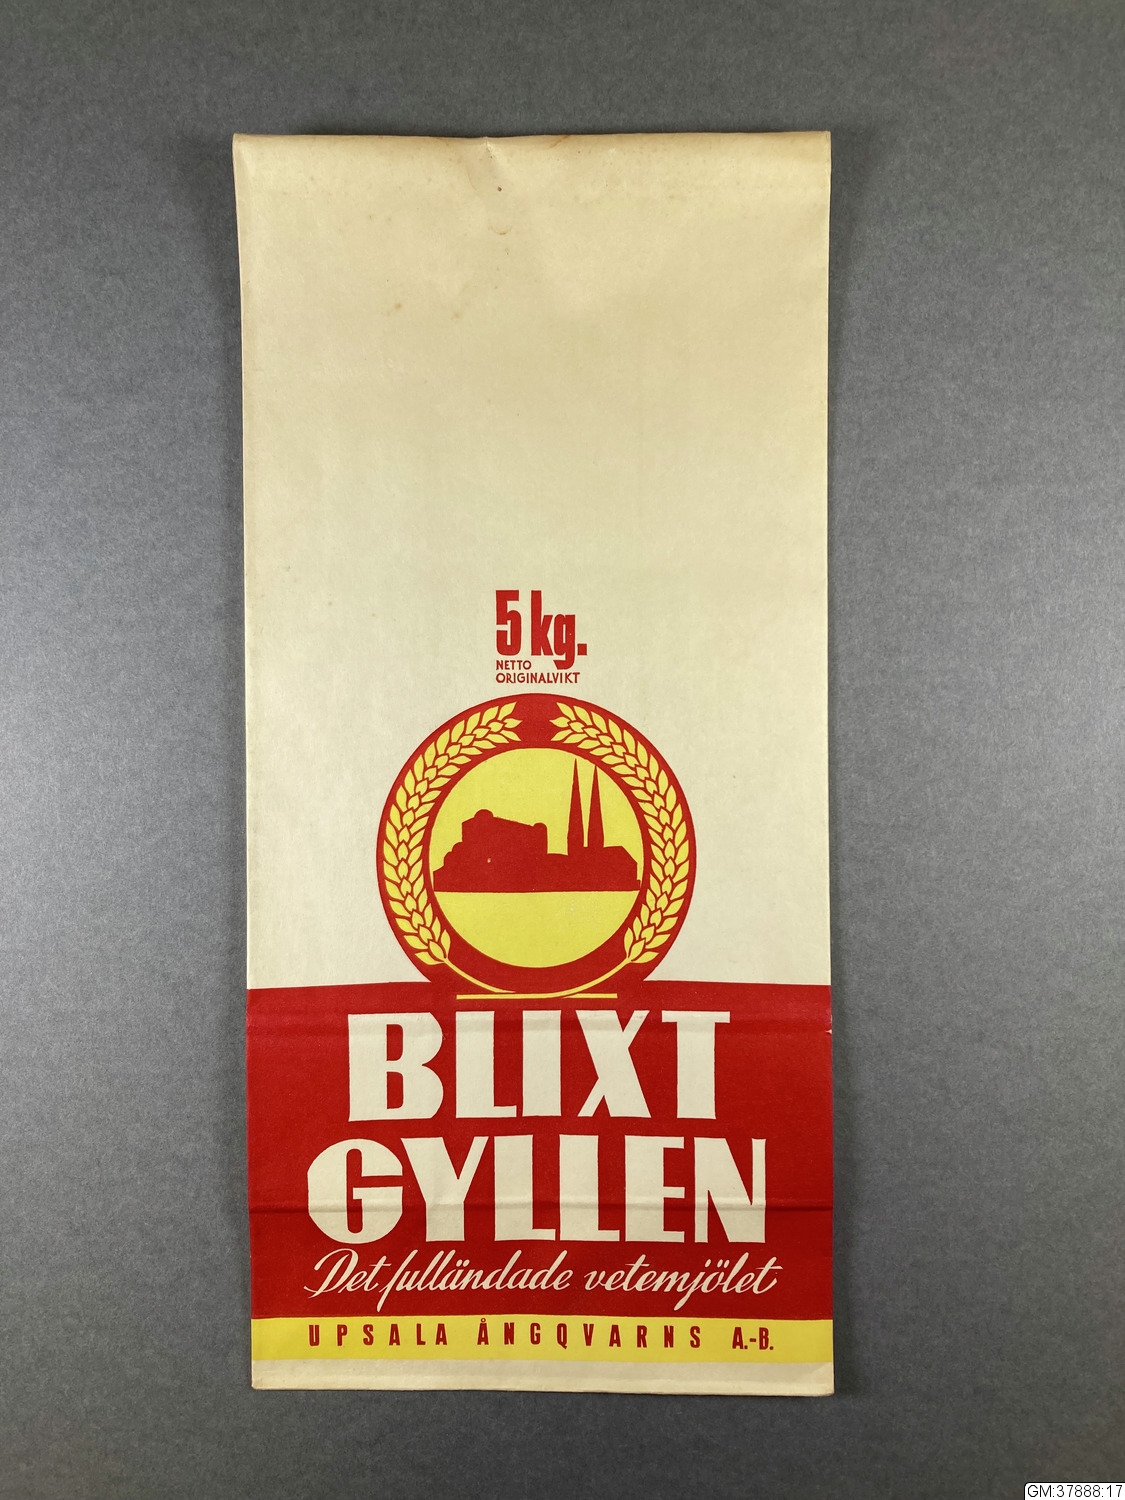 5 kg.
NETTO
ORIGINALVIKT
BLIXT
GYLLEN
Det fulländade vetemjölet
UPSALA ÅNGQVARNS A.-B.
GM:37888:17